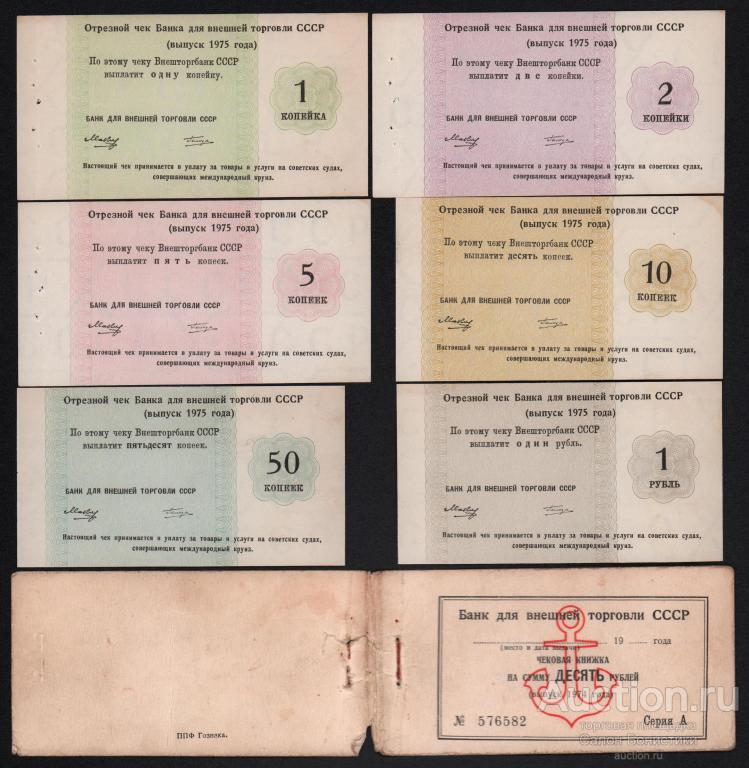 Отрезной чек Банка для внешней торговли СССР
(выпуск 1975 года)
По этому чеку Внешторгбанк СССР
выплатит одну копейку.
1
КОПЕЙКА
БАНК ДЛЯ ВНЕШНЕЙ ТОРГОВЛИ СССР
Настоящий чек принимается в уплату за товары и услуги на советских судах,
совершающих международный круиз.
Отрезной чек Банка для внешней торговли СССР
(выпуск 1975 года)
По этому чеку Внешторгбанк СССР
выплатит две копейки.
2
КОПЕЙКИ
БАНК ДЛЯ ВНЕШНЕЙ ТОРГОВЛИ СССР
Настоящий чек принимается в уплату за товары и услуги на советских судах,
совершающих международный круиз.
Отрезной чек Банка для внешней торговли СССР
(выпуск 1975 года)
По этому чеку Внешторгбанк СССР
выплатит пять копеек.
5
КОПЕЕК
БАНК ДЛЯ ВНЕШНЕЙ ТОРГОВЛИ СССР
Настоящий чек принимается в уплату за товары и услуги на советских судах,
совершающих международный круиз.
Отрезной чек Банка для внешней торговли СССР
(выпуск 1975 года)
По этому чеку Внешторгбанк СССР
выплатит десять копеек.
10
КОПЕЕК
БАНК ДЛЯ ВНЕШНЕЙ ТОРГОВЛИ СССР
Настоящий чек принимается в уплату за товары и услуги на советских судах,
совершающих международный круиз.
Отрезной чек Банка для внешней торговли СССР
(выпуск 1975 года)
По этому чеку Внешторгбанк СССР
выплатит пятьдесят копеек.
50
КОПЕЕК
БАНК ДЛЯ ВНЕШНЕЙ ТОРГОВЛИ СССР
Настоящий чек принимается в уплату за товары и услуги на советских судах,
совершающих международный круиз.
Отрезной чек Банка для внешней торговли СССР
(выпуск 1975 года)
По этому чеку Внешторгбанк СССР
выплатит один рубль.
1
РУБЛЬ
БАНК ДЛЯ ВНЕШНЕЙ ТОРГОВЛИ СССР
Настоящий чек принимается в уплату за товары и услуги на советских судах,
совершающих международный круиз.
ППФ Гознака.
Банк для внешней торговли СССР
19 года
(место и дата выдачи)
ЧЕКОВАЯ КНИЖКА
НА СУММУ ДЕСЯТЬ РУБЛЕЙ
(выпуск 1974 года)
№ 576582 Серия А
Auction.ru
торговая площадка
Салон Бонистики
auction.ru